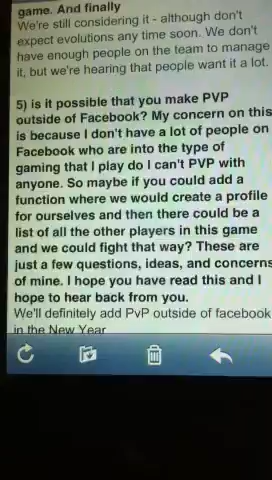 game. And finally
We're still considering it - although don't
expect evolutions any time soon. We don't
have enough people on the team to manage
it, but we're hearing that people want it a lot.
5) is it possible that you make PVP
outside of Facebook? My concern on this
is because I don't have a lot of people on
Facebook who are into the type of
gaming that I play do I can't PVP with
anyone. So maybe if you could add a
function where we would create a profile
for ourselves and then there could be a
list of all the other players in this game
and we could fight that way? These are
just a few questions, ideas, and concerns
of mine. I hope you have read this and I
hope to hear back from you.
We'll definitely add PvP outside of facebook
in the New Year